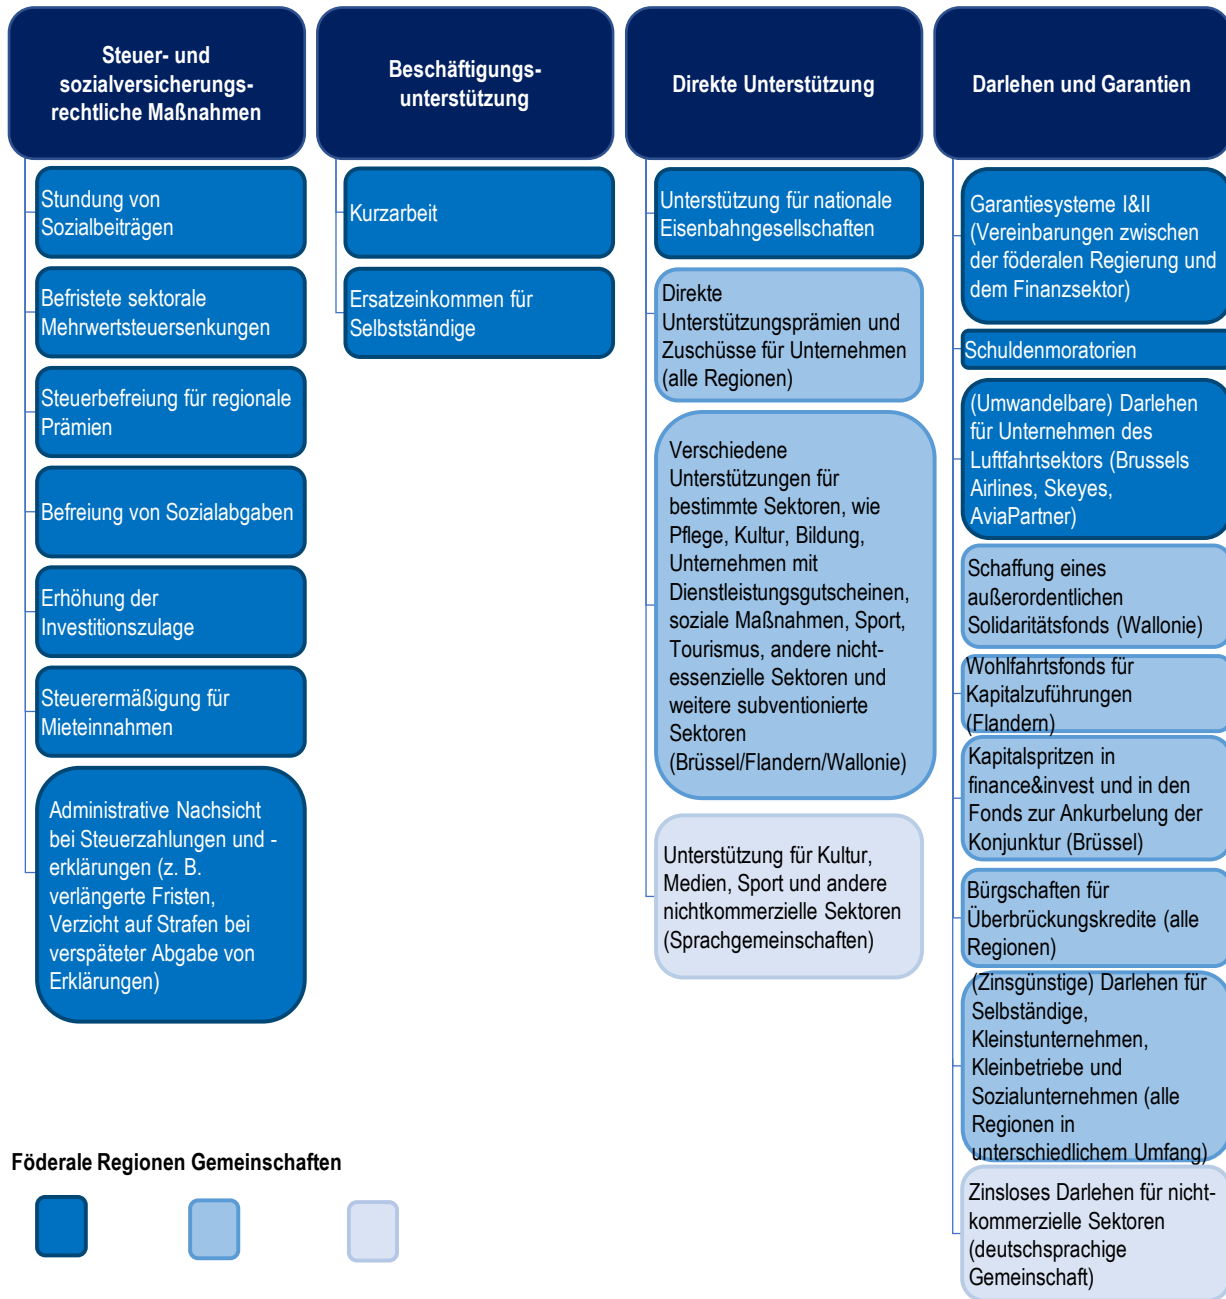 Steuer- und
sozialversicherungs-
rechtliche Maßnahmen
Stundung von
Sozialbeiträgen
Befristete sektorale
Mehrwertsteuersenkungen
Steuerbefreiung für regionale
Prämien
Befreiung von Sozialabgaben
Erhöhung der
Investitionszulage
Steuerermäßigung für
Mieteinnahmen
Administrative Nachsicht
bei Steuerzahlungen und -
erklärungen (z. B.
verlängerte Fristen,
Verzicht auf Strafen bei
verspäteter Abgabe von
Erklärungen)
Beschäftigungs-
unterstützung
Kurzarbeit
Ersatzeinkommen für
Selbstständige
Direkte Unterstützung
Unterstützung für nationale
Eisenbahngesellschaften
Direkte
Unterstützungsprämien und
Zuschüsse für Unternehmen
(alle Regionen)
Verschiedene
Unterstützungen für
bestimmte Sektoren, wie
Pflege, Kultur, Bildung,
Unternehmen mit
Dienstleistungsgutscheinen,
soziale Maßnahmen, Sport,
Tourismus, andere nicht-
essenzielle Sektoren und
weitere subventionierte
Sektoren
(Brüssel/Flandern/Wallonie)
Unterstützung für Kultur,
Medien, Sport und andere
nichtkommerzielle Sektoren
(Sprachgemeinschaften)
Darlehen und Garantien
Garantiesysteme I&II
(Vereinbarungen zwischen
der föderalen Regierung und
dem Finanzsektor)
Schuldenmoratorien
(Umwandelbare) Darlehen
für Unternehmen des
Luftfahrtsektors (Brussels
Airlines, Skeyes,
AviaPartner)
Schaffung eines
außerordentlichen
Solidaritätsfonds (Wallonie)
Wohlfahrtsfonds für
Kapitalzuführungen
(Flandern)
Kapitalspritzen in
finance&invest und in den
Fonds zur Ankurbelung der
Konjunktur (Brüssel)
Bürgschaften für
Überbrückungskredite (alle
Regionen)
(Zinsgünstige) Darlehen für
Selbständige,
Kleinstunternehmen,
Kleinbetriebe und
Sozialunternehmen (alle
Regionen in
unterschiedlichem Umfang)
Zinsloses Darlehen für nicht-
kommerzielle Sektoren
(deutschsprachige
Gemeinschaft)
Föderale Regionen Gemeinschaften